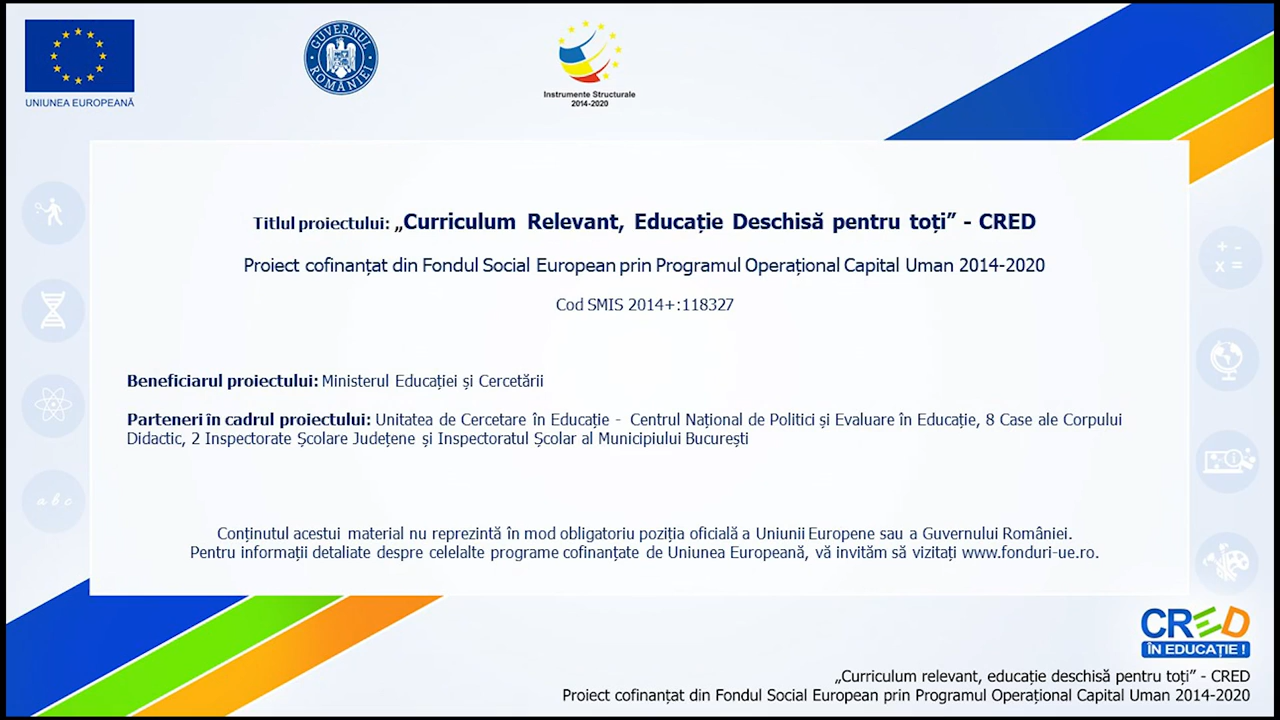 UNIUNEA EUROPEANĂ
GUVERNUL ROMÂNIEI
Instrumente Structurale
2014-2020
Titlul proiectului: „Curriculum Relevant, Educație Deschisă pentru toți” - CRED
Proiect cofinanțat din Fondul Social European prin Programul Operațional Capital Uman 2014-2020
Cod SMIS 2014+:118327
Beneficiarul proiectului: Ministerul Educației și Cercetării
Parteneri în cadrul proiectului: Unitatea de Cercetare în Educație - Centrul Național de Politici și Evaluare în Educație, 8 Case ale Corpului
Didactic, 2 Inspectorate Școlare Județene și Inspectoratul Școlar al Municipiului București
abc
Conținutul acestui material nu reprezintă în mod obligatoriu poziția oficială a Uniunii Europene sau a Guvernului României.
Pentru informații detaliate despre celelalte programe cofinanțate de Uniunea Europeană, vă invităm să vizitați www.fonduri-ue.ro.
CRED
ÎN EDUCAȚIE !
„Curriculum relevant, educație deschisă pentru toți” - CRED
Proiect cofinanțat din Fondul Social European prin Programul Operațional Capital Uman 2014-2020